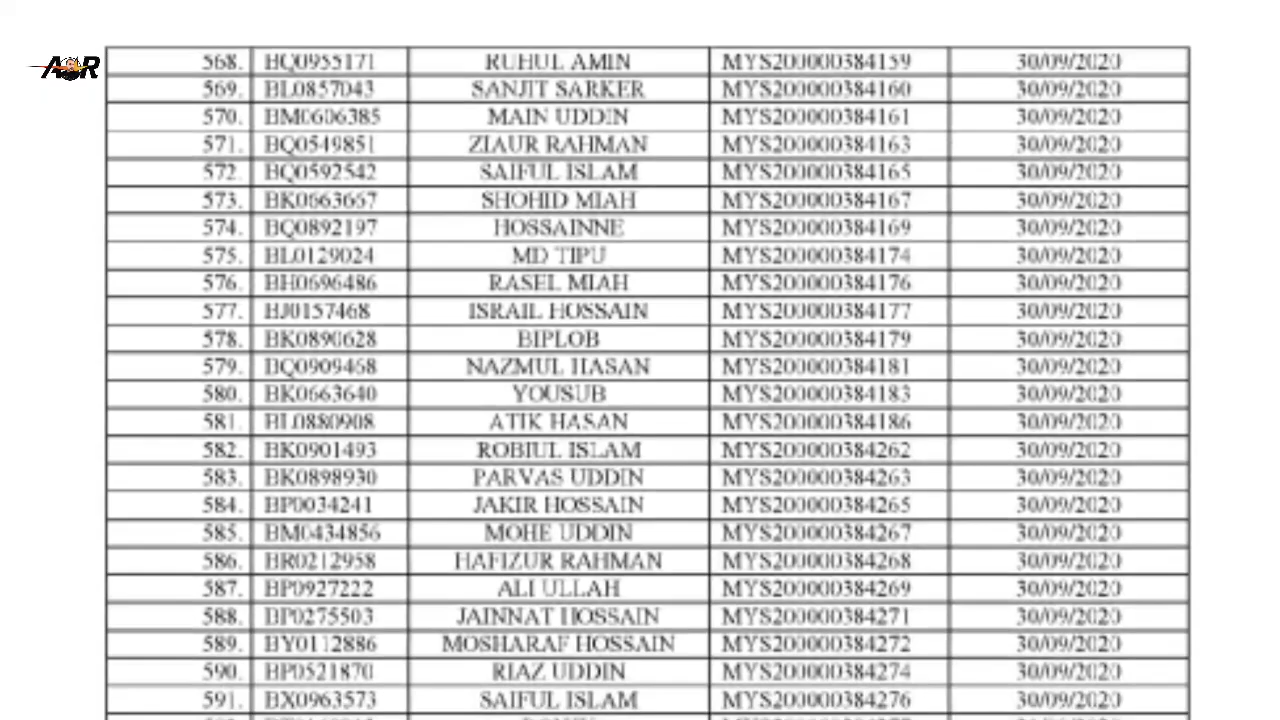 AOR
568. BQ0955171 RUHUL AMIN MYS200000384159 30/09/2020
569. BL0857043 SANJIT SARKER MYS200000384160 30/09/2020
570. BM0606385 MAIN UDDIN MYS200000384161 30/09/2020
571. BQ0549851 ZIAUR RAHMAN MYS200000384163 30/09/2020
572. BQ0592542 SAIFUL ISLAM MYS200000384165 30/09/2020
573. BK0663667 SHOHID MIAH MYS200000384167 30/09/2020
574. BQ0892197 HOSSAINNE MYS200000384169 30/09/2020
575. BL0129024 MD TIPU MYS200000384174 30/09/2020
576. BH0696486 RASEL MIAH MYS200000384176 30/09/2020
577. BJ0157468 ISRAIL HOSSAIN MYS200000384177 30/09/2020
578. BK0890628 BIPLOB MYS200000384179 30/09/2020
579. BQ0909468 NAZMUL HASAN MYS200000384181 30/09/2020
580. BK0663640 YOUSUB MYS200000384183 30/09/2020
581. BL0880908 ATIK HASAN MYS200000384186 30/09/2020
582. BK0901493 ROBIUL ISLAM MYS200000384262 30/09/2020
583. BK0898930 PARVAS UDDIN MYS200000384263 30/09/2020
584. BP0034241 JAKIR HOSSAIN MYS200000384265 30/09/2020
585. BM0434856 MOHE UDDIN MYS200000384267 30/09/2020
586. BR0212958 HAFIZUR RAHMAN MYS200000384268 30/09/2020
587. BP0927222 ALI ULLAH MYS200000384269 30/09/2020
588. BP0275503 JAINNAT HOSSAIN MYS200000384271 30/09/2020
589. BY0112886 MOSHARAF HOSSAIN MYS200000384272 30/09/2020
590. BP0521870 RIAZ UDDIN MYS200000384274 30/09/2020
591. BX0963573 SAIFUL ISLAM MYS200000384276 30/09/2020